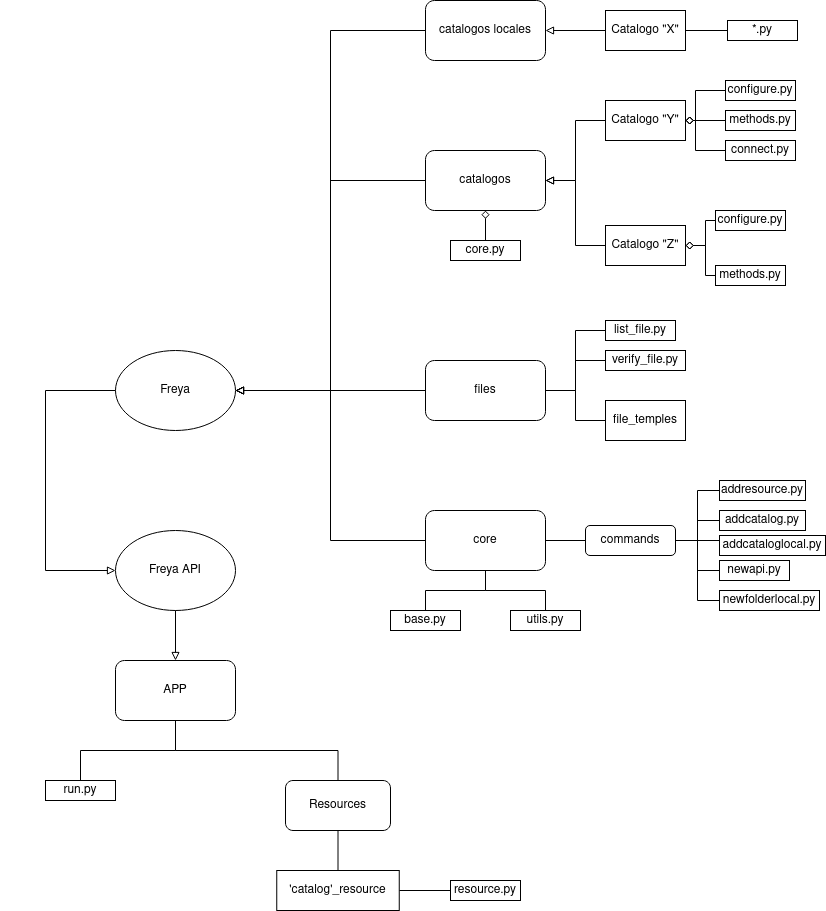 catalogos locales
Catalogo "X"
*.py
configure.py
Catalogo "Y"
methods.py
connect.py
catalogos
core.py
configure.py
Catalogo "Z"
methods.py
list_file.py
verify_file.py
Freya
files
file_temples
addresource.py
addcatalog.py
core
commands
addcataloglocal.py
Freya API
newapi.py
newfolderlocal.py
base.py
utils.py
APP
run.py
Resources
'catalog'_resource
resource.py